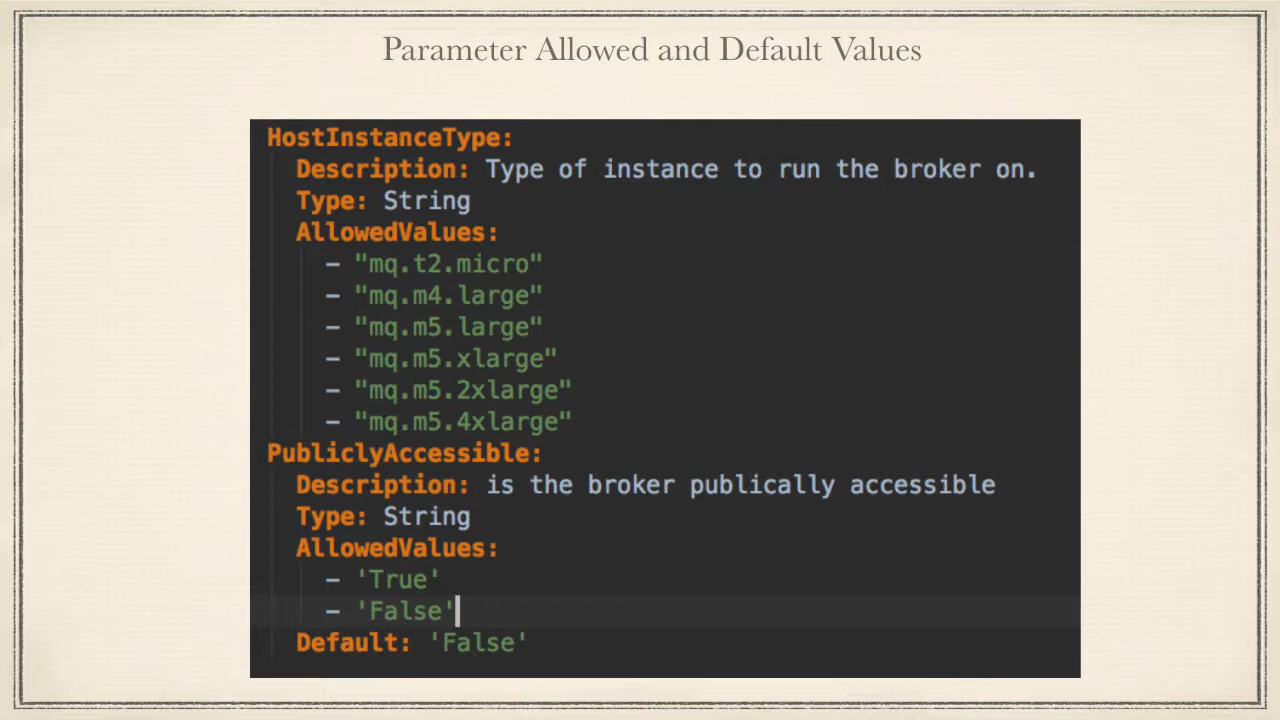 Parameter Allowed and Default Values
HostInstanceType:
Description: Type of instance to run the broker on.
Type: String
AllowedValues:
- "mq.t2.micro"
- "mq.m4.large"
- "mq.m5.large"
- "mq.m5.xlarge"
- "mq.m5.2xlarge"
- "mq.m5.4xlarge"
PubliclyAccessible:
Description: is the broker publically accessible
Type: String
AllowedValues:
- 'True'
- 'False'
Default: 'False'